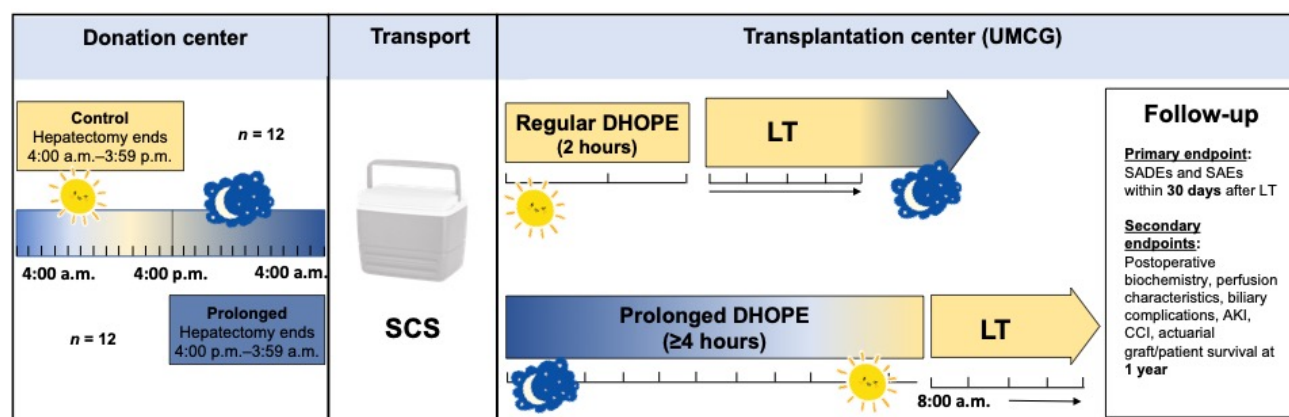 Donation center
Transport
Transplantation center (UMCG)
Control
Hepatectomy ends
4:00 a.m.–3:59 p.m.
n = 12
4:00 a.m.
4:00 p.m.
4:00 a.m.
n = 12
Prolonged
Hepatectomy ends
4:00 p.m.–3:59 a.m.
SCS
Regular DHOPE
(2 hours)
LT
Prolonged DHOPE
(≥4 hours)
LT
8:00 a.m.
Follow-up
Primary endpoint:
SADEs and SAEs
within 30 days after LT
Secondary
endpoints:
Postoperative
biochemistry, perfusion
characteristics, biliary
complications, AKI,
CCI, actuarial
graft/patient survival at
1 year